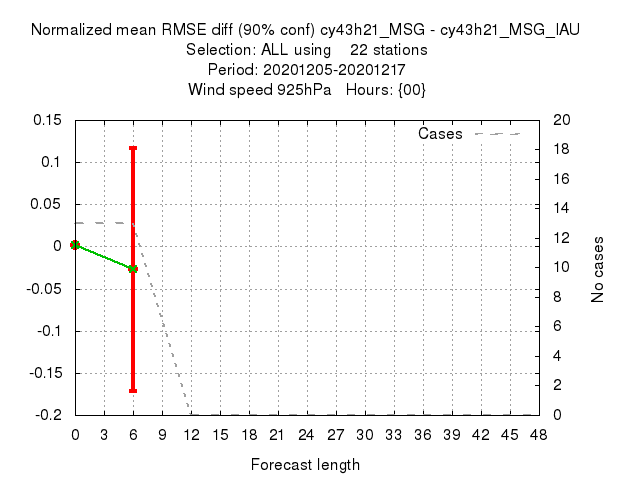 Normalized mean RMSE diff (90% conf) cy43h21_MSG - cy43h21_MSG_IAU
Selection: ALL using 22 stations
Period: 20201205-20201217
Wind speed 925hPa Hours: {00}
Cases
0.15
0.1
0.05
0
-0.05
-0.1
-0.15
-0.2
20
18
16
14
12
10
8
6
4
2
0
No cases
0 3 6 9 12 15 18 21 24 27 30 33 36 39 42 45 48
Forecast length